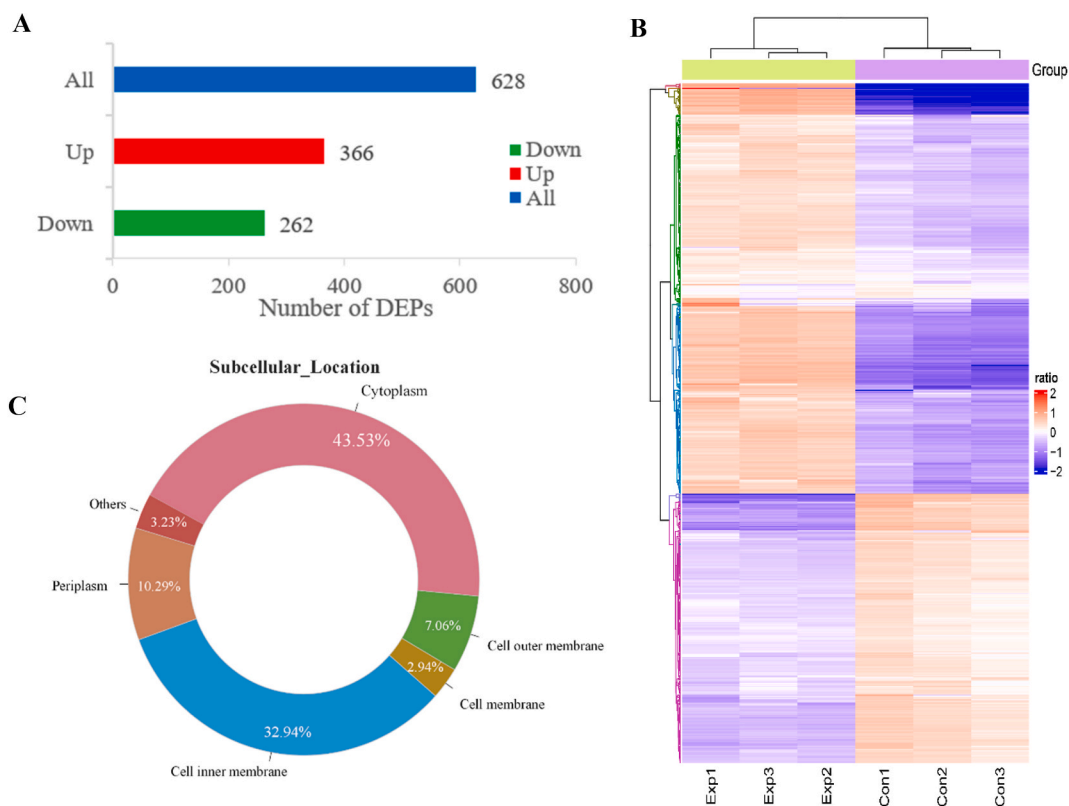 A
All
628
Up
366
Down
262
Down
Up
All
0
200
400
600
800
Number of DEPs
B
Group
ratio
2
1
0
−1
−2
Exp1
Exp3
Exp2
Con1
Con2
Con3
C
Subcellular_Location
Cytoplasm
43.53%
Others
3.23%
Periplasm
10.29%
7.06%
Cell outer membrane
2.94%
Cell membrane
32.94%
Cell inner membrane